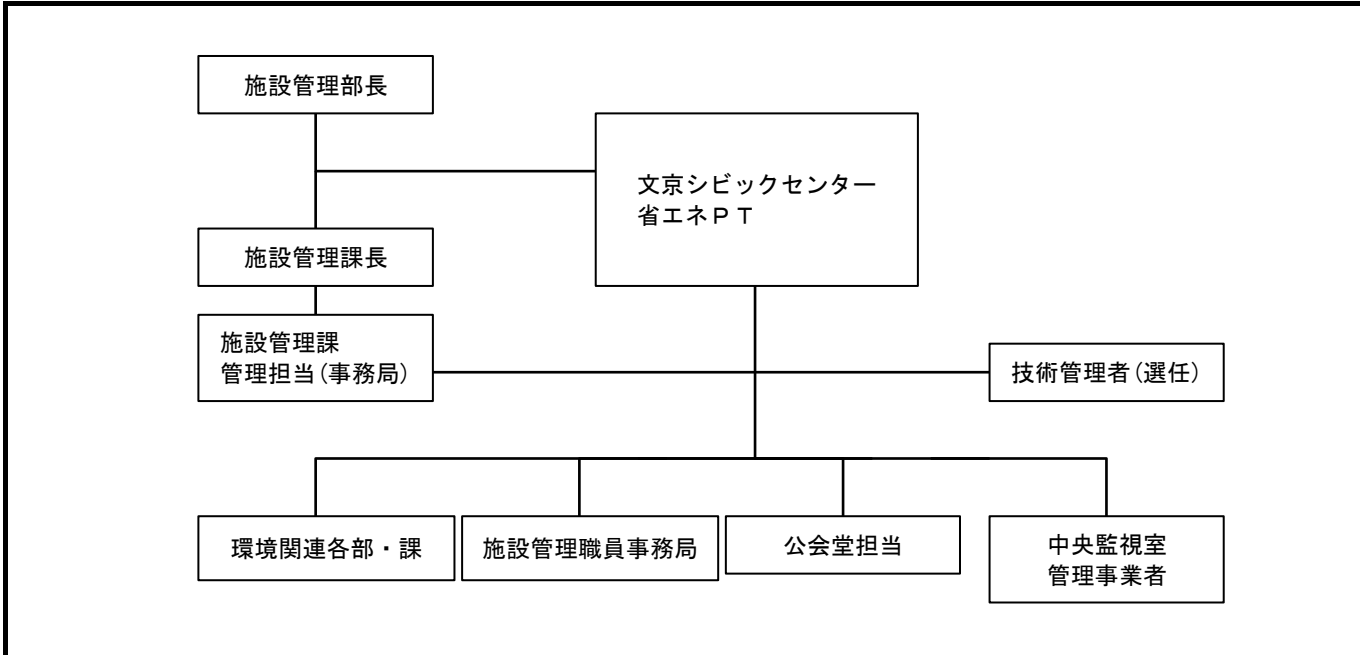 施設管理部長
文京シビックセンター
省エネＰＴ
施設管理課長
施設管理課
管理担当(事務局)
技術管理者(選任)
環境関連各部・課
施設管理職員事務局
公会堂担当
中央監視室
管理事業者